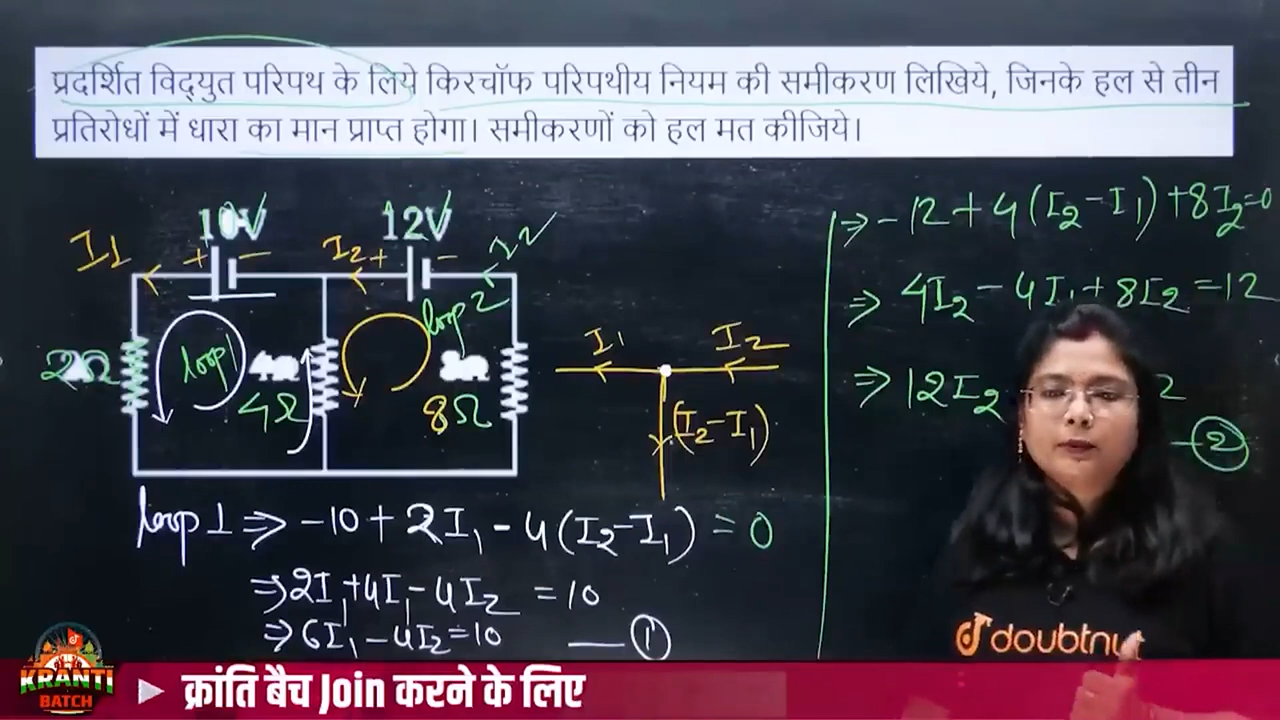 प्रदर्शित विद्युत परिपथ के लिये किरचॉफ परिपथीय नियम की समीकरण लिखिये, जिनके हल से तीन
प्रतिरोधों में धारा का मान प्राप्त होगा। समीकरणों को हल मत कीजिये।
10V
12V
I1
+
-
I2
+
-
I2
2Ω
loop1
4Ω
loop 2
8Ω
I₁
I₂
(I₂-I₁)
loop 1 ⇒ -10 + 2I₁ - 4(I₂-I₁) = 0
⇒ 2I₁+4I₁-4I₂ = 10
⇒ 6I₁-4I₂=10 — ①
⇒ -12+4(I₂-I₁)+8I₂=0
⇒ 4I₂-4I₁+8I₂=12
⇒ 12I₂ 2
— ②
doubtnut
KRANTI
BATCH
क्रांति बैच Join करने के लिए